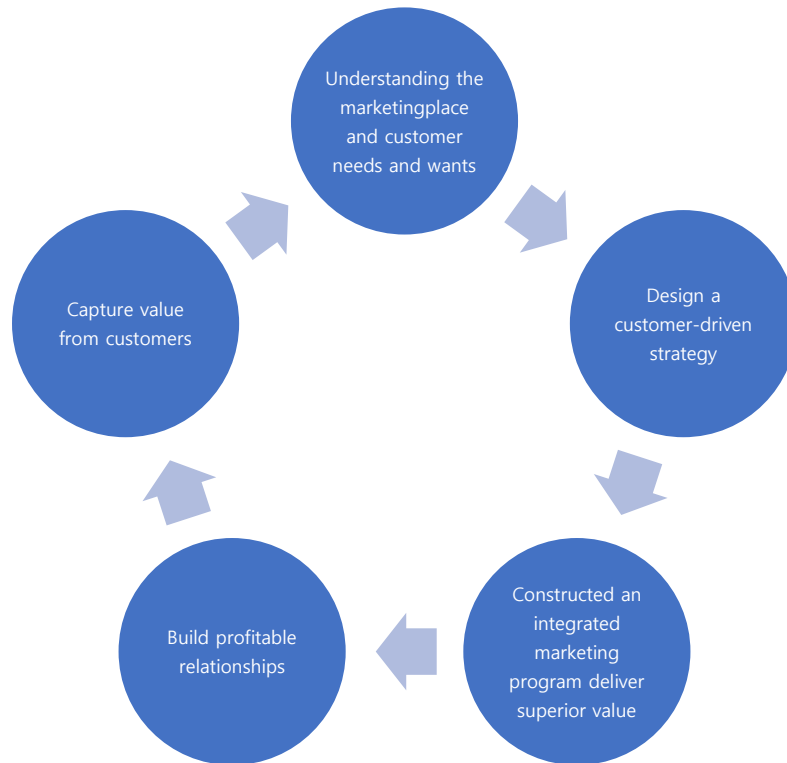 Understanding the
marketingplace
and customer
needs and wants
Design a
customer-driven
strategy
Constructed an
integrated
marketing
program deliver
superior value
Build profitable
relationships
Capture value
from customers